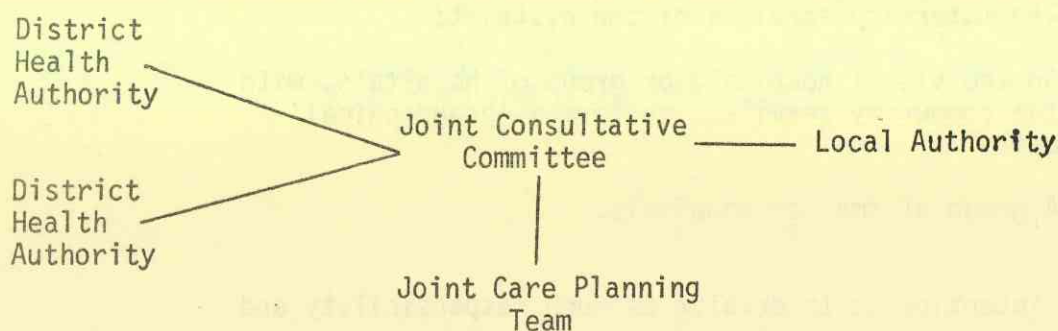 District
Health
Authority
Joint Consultative
Committee
Local Authority
District
Health
Authority
Joint Care Planning
Team